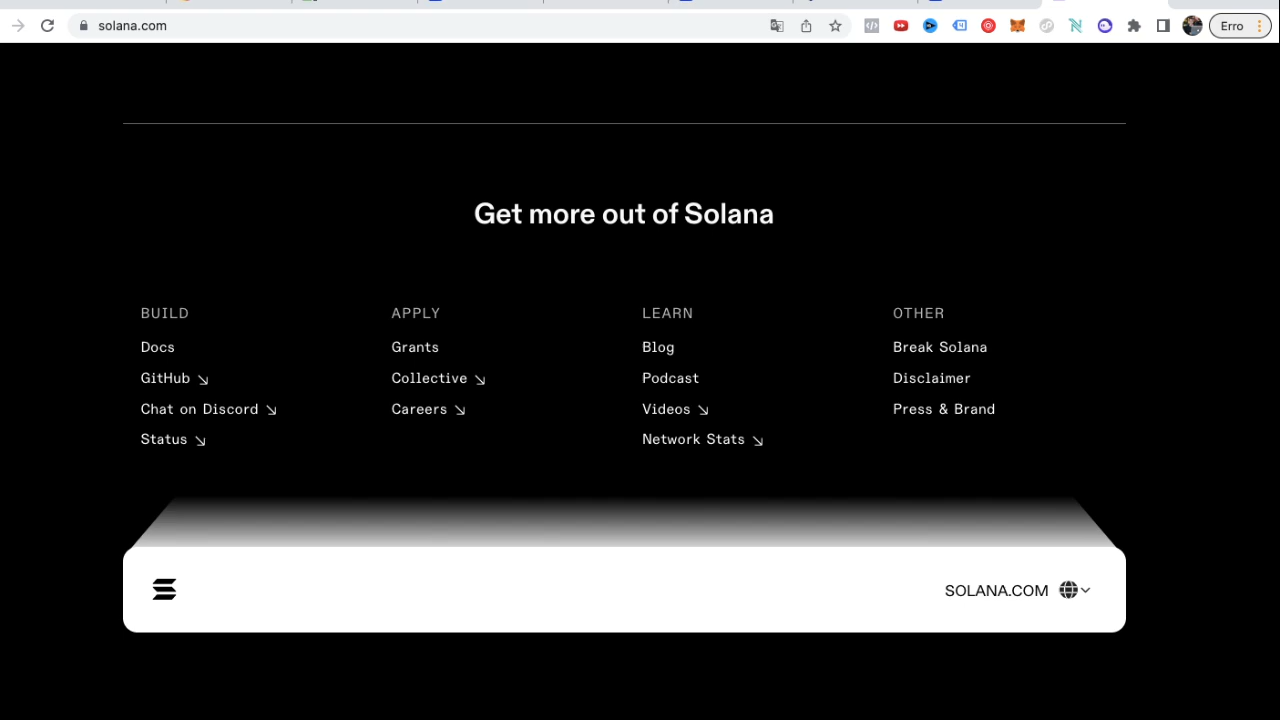 solana.com
Erro
Get more out of Solana
BUILD
Docs
GitHub ↘
Chat on Discord ↘
Status ↘
APPLY
Grants
Collective ↘
Careers ↘
LEARN
Blog
Podcast
Videos ↘
Network Stats ↘
OTHER
Break Solana
Disclaimer
Press & Brand
SOLANA.COM